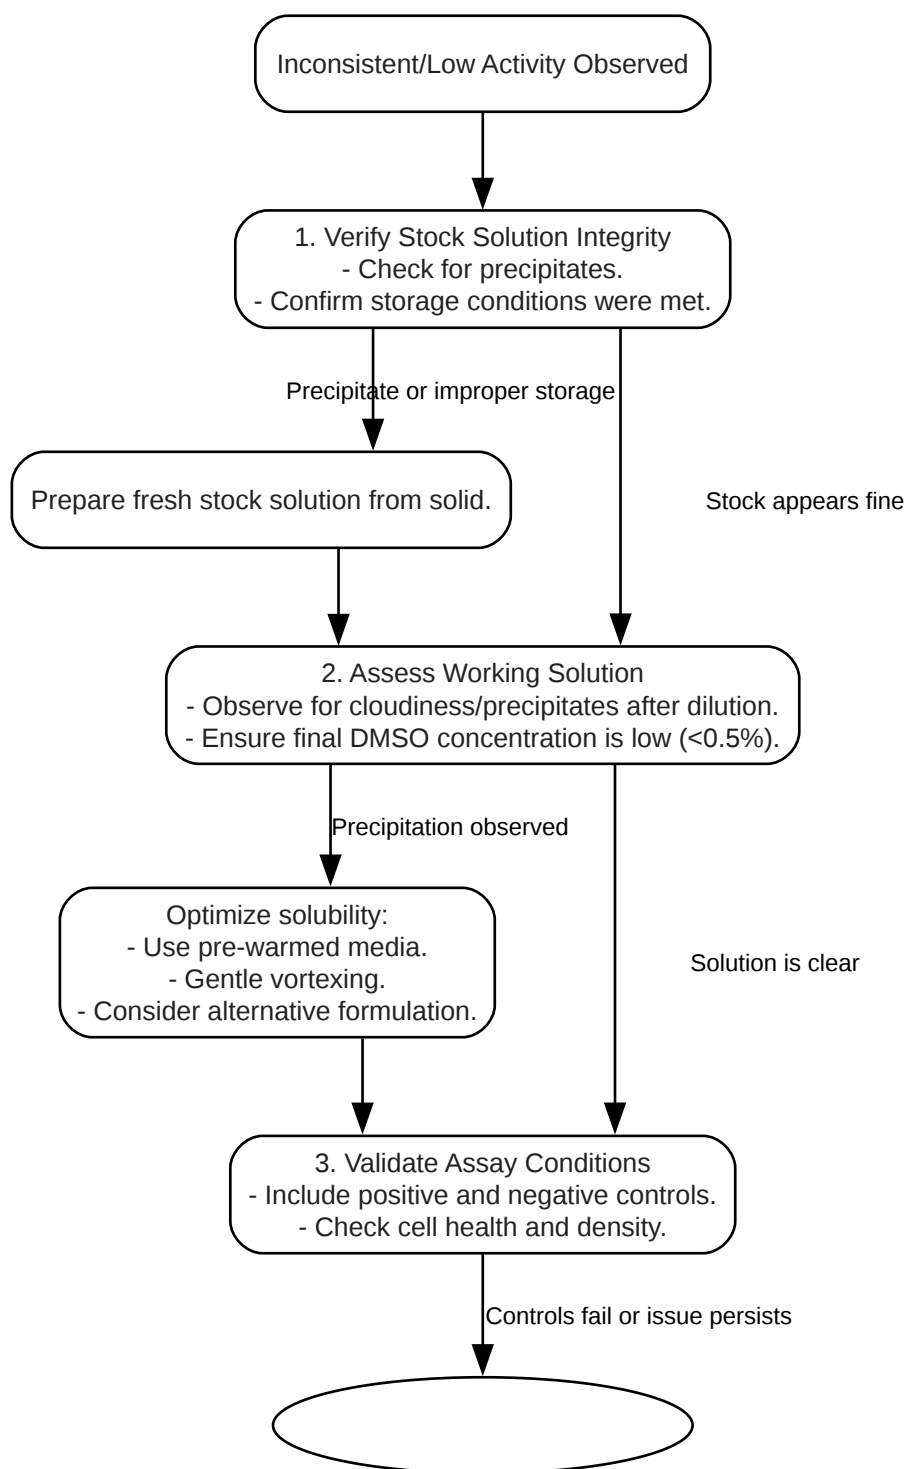 Inconsistent/Low Activity Observed
1. Verify Stock Solution Integrity
- Check for precipitates.
- Confirm storage conditions were met.
Precipitate or improper storage
Prepare fresh stock solution from solid.
Stock appears fine
2. Assess Working Solution
- Observe for cloudiness/precipitates after dilution.
- Ensure final DMSO concentration is low (<0.5%).
Precipitation observed
Optimize solubility:
- Use pre-warmed media.
- Gentle vortexing.
- Consider alternative formulation.
Solution is clear
3. Validate Assay Conditions
- Include positive and negative controls.
- Check cell health and density.
Controls fail or issue persists